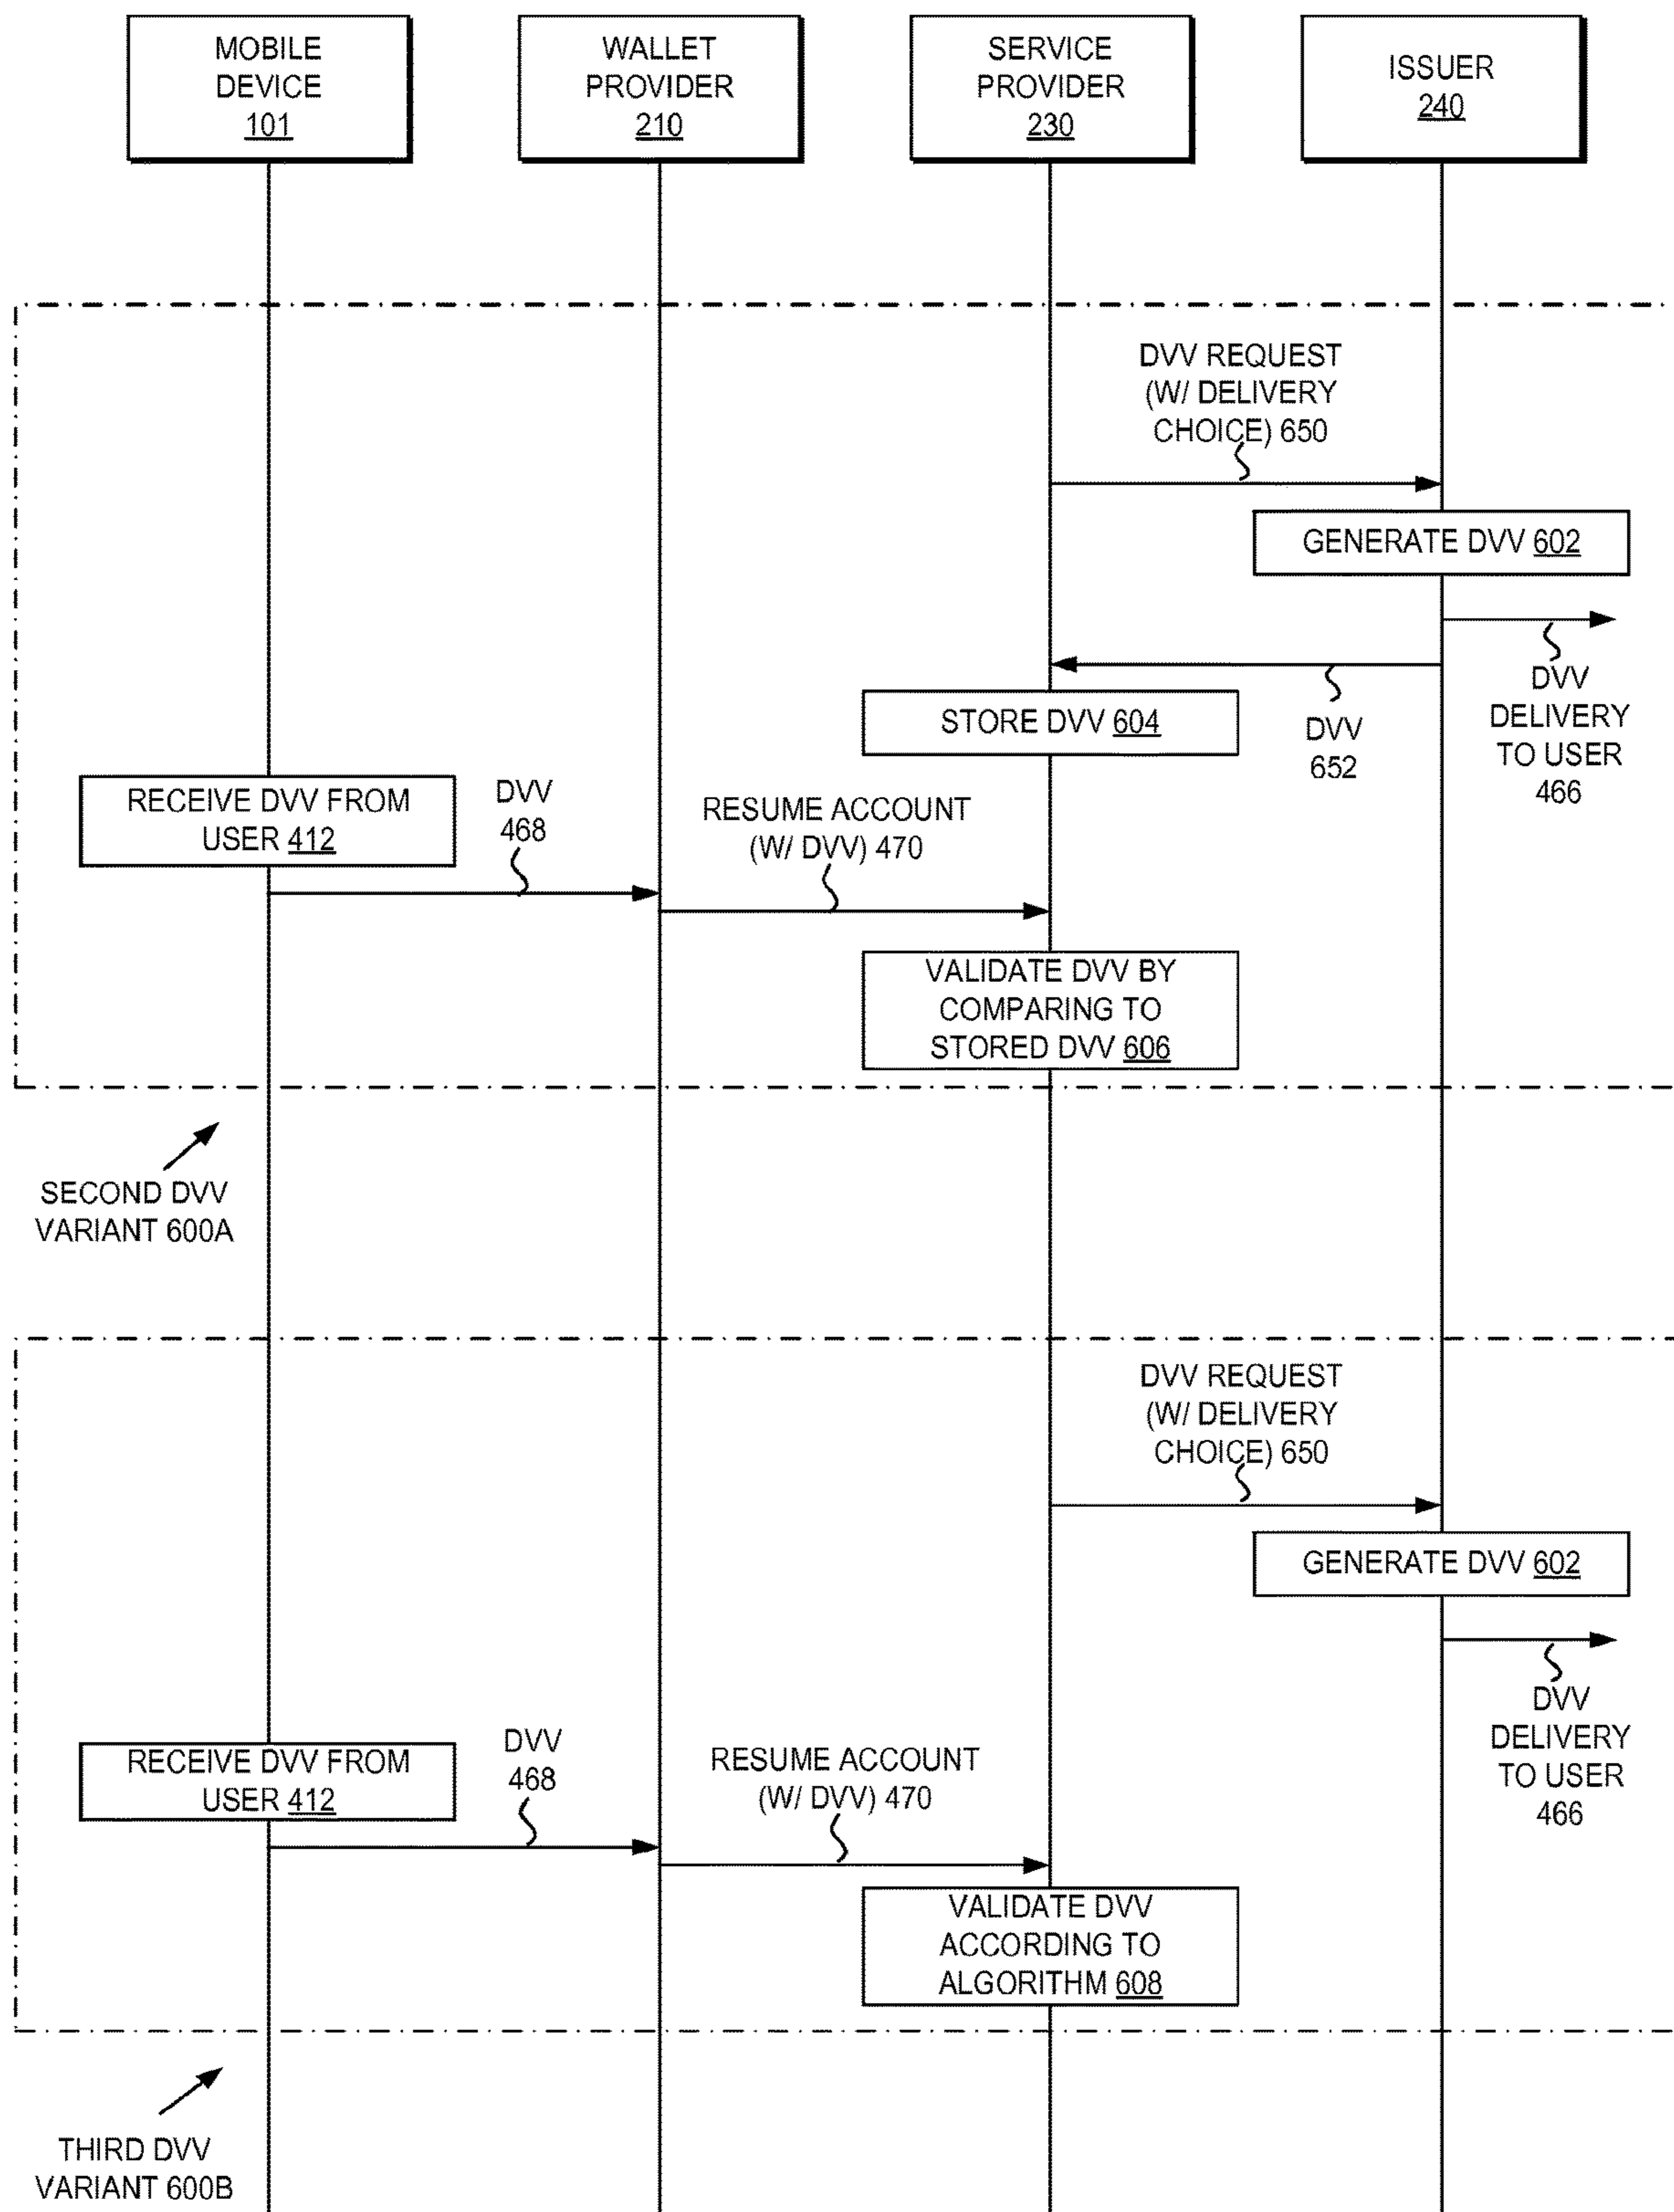 MOBILE
DEVICE
101
WALLET
PROVIDER
210
SERVICE
PROVIDER
230
ISSUER
240
DVV REQUEST
(W/ DELIVERY
CHOICE) 650
GENERATE DVV 602
DVV
DELIVERY
TO USER
466
DVV
652
STORE DVV 604
RECEIVE DVV FROM
USER 412
DVV
468
RESUME ACCOUNT
(W/ DVV) 470
VALIDATE DVV BY
COMPARING TO
STORED DVV 606
SECOND DVV
VARIANT 600A
DVV REQUEST
(W/ DELIVERY
CHOICE) 650
GENERATE DVV 602
DVV
DELIVERY
TO USER
466
RECEIVE DVV FROM
USER 412
DVV
468
RESUME ACCOUNT
(W/ DVV) 470
VALIDATE DVV
ACCORDING TO
ALGORITHM 608
THIRD DVV
VARIANT 600B